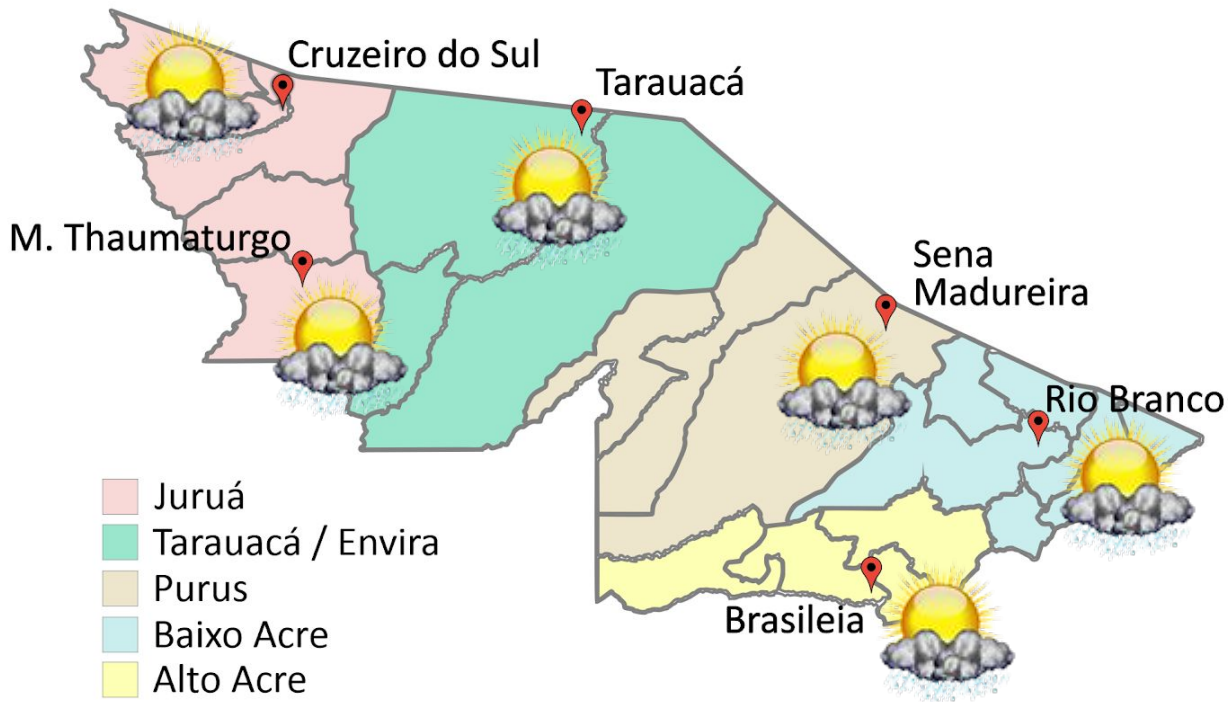 Cruzeiro do Sul
Tarauacá
M. Thaumaturgo
Sena
Madureira
Rio Branco
Brasileia
Juruá
Tarauacá / Envira
Purus
Baixo Acre
Alto Acre